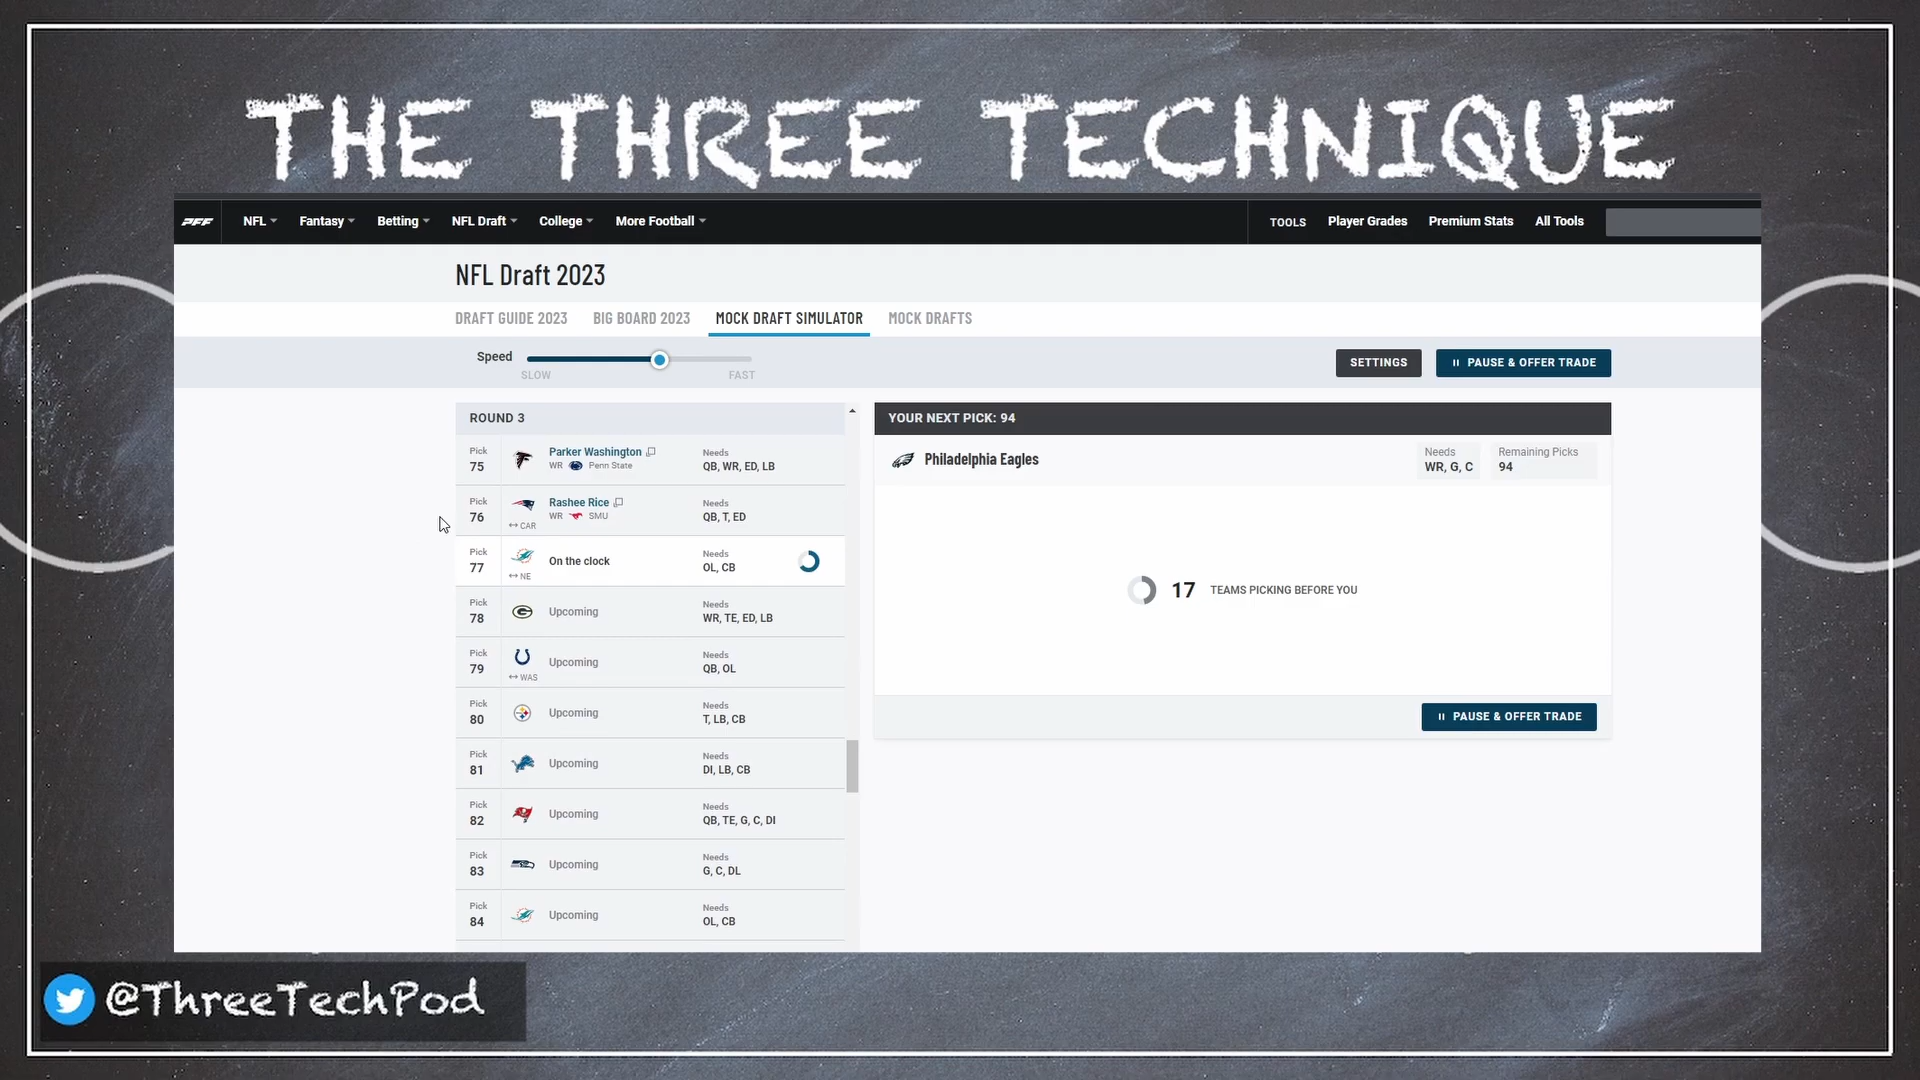 THE THREE TECHNIQUE
PFF NFL Fantasy Betting NFL Draft College More Football TOOLS Player Grades Premium Stats All Tools
NFL Draft 2023
DRAFT GUIDE 2023 BIG BOARD 2023 MOCK DRAFT SIMULATOR MOCK DRAFTS
Speed
SLOW FAST
SETTINGS
PAUSE & OFFER TRADE
ROUND 3
Pick 75
Parker Washington
WR Penn State
Needs
QB, WR, ED, LB
Pick 76
CAR
Rashee Rice
WR SMU
Needs
QB, T, ED
Pick 77
NE
On the clock
Needs
OL, CB
Pick 78
Upcoming
Needs
WR, TE, ED, LB
Pick 79
WAS
Upcoming
Needs
QB, OL
Pick 80
Upcoming
Needs
T, LB, CB
Pick 81
Upcoming
Needs
DI, LB, CB
Pick 82
Upcoming
Needs
QB, TE, G, C, DI
Pick 83
Upcoming
Needs
G, C, DL
Pick 84
Upcoming
Needs
OL, CB
YOUR NEXT PICK: 94
Philadelphia Eagles
Needs
WR, G, C
Remaining Picks
94
17 TEAMS PICKING BEFORE YOU
PAUSE & OFFER TRADE
@ThreeTechPod